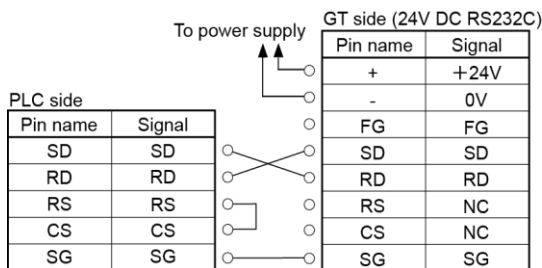 To power supply
GT side (24V DC RS232C)
Pin name Signal
+ +24V
- 0V
FG FG
SD SD
RD RD
RS NC
CS NC
SG SG
PLC side
Pin name Signal
SD SD
RD RD
RS RS
CS CS
SG SG